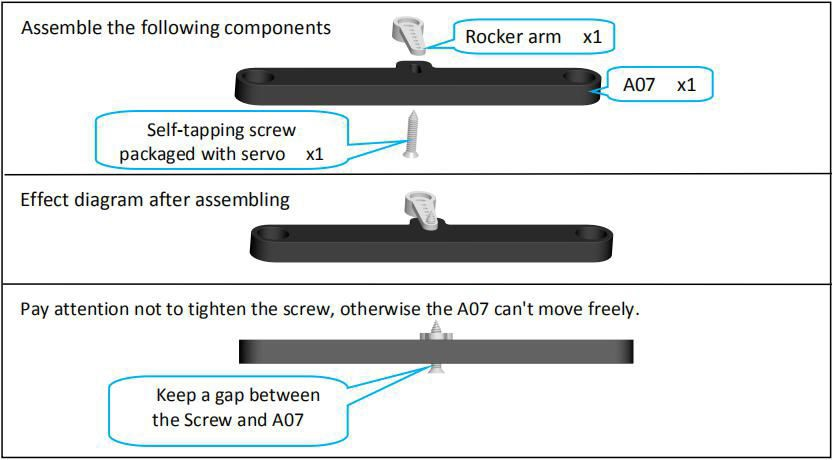 Assemble the following components
Rocker arm x1
A07 x1
Self-tapping screw
packaged with servo x1
Effect diagram after assembling
Pay attention not to tighten the screw, otherwise the A07 can't move freely.
Keep a gap between
the Screw and A07